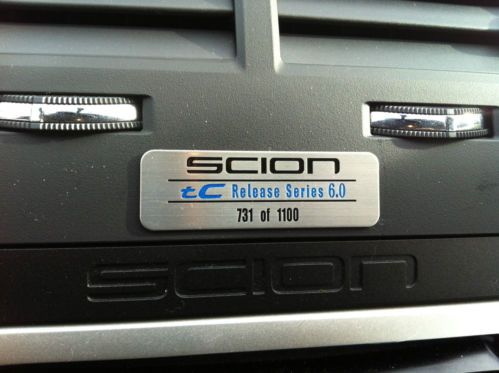 SCION
tC Release Series 6.0
731 of 1100
SCION